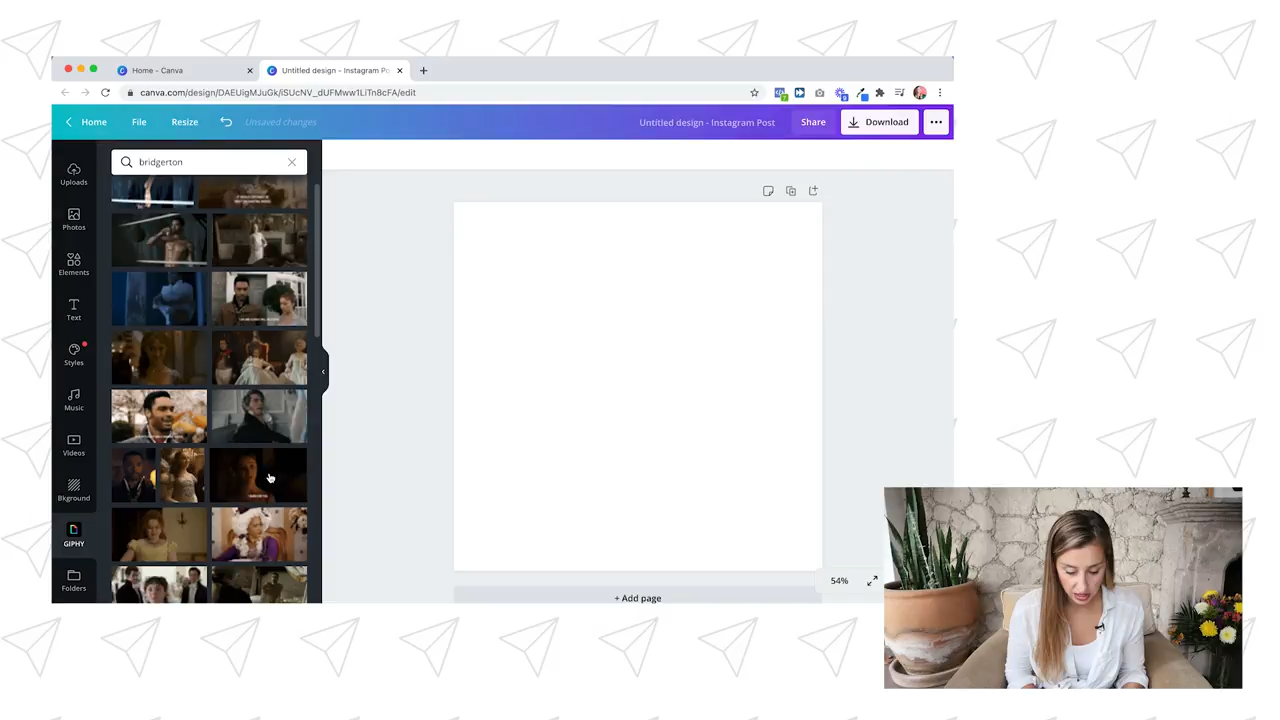 Home - Canva
Untitled design - Instagram Po
canva.com/design/DAEUigMJuGk/iSUcNV_dUFMww1LiTn8cFA/edit
Home
File
Resize
Unsaved changes
Untitled design - Instagram Post
Share
Download
bridgerton
Uploads
Photos
Elements
Text
Styles
Music
Videos
Bkground
GIPHY
Folders
54%
+ Add page